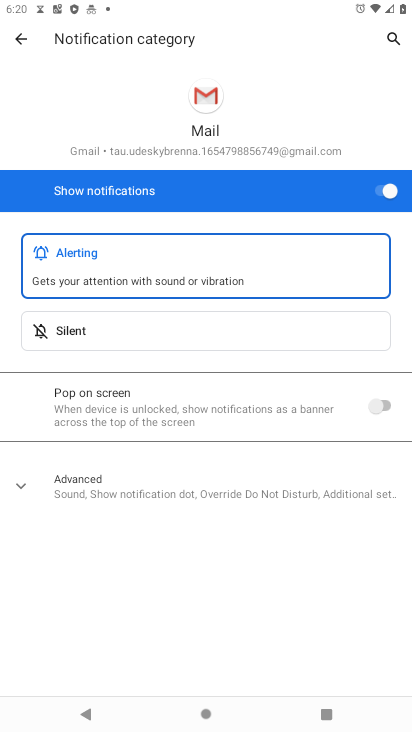 6:20
Notification category
Mail
Gmail • tau.udeskybrenna.1654798856749@gmail.com
Show notifications
Alerting
Gets your attention with sound or vibration
Silent
Pop on screen
When device is unlocked, show notifications as a banner
across the top of the screen
Advanced
Sound, Show notification dot, Override Do Not Disturb, Additional set..